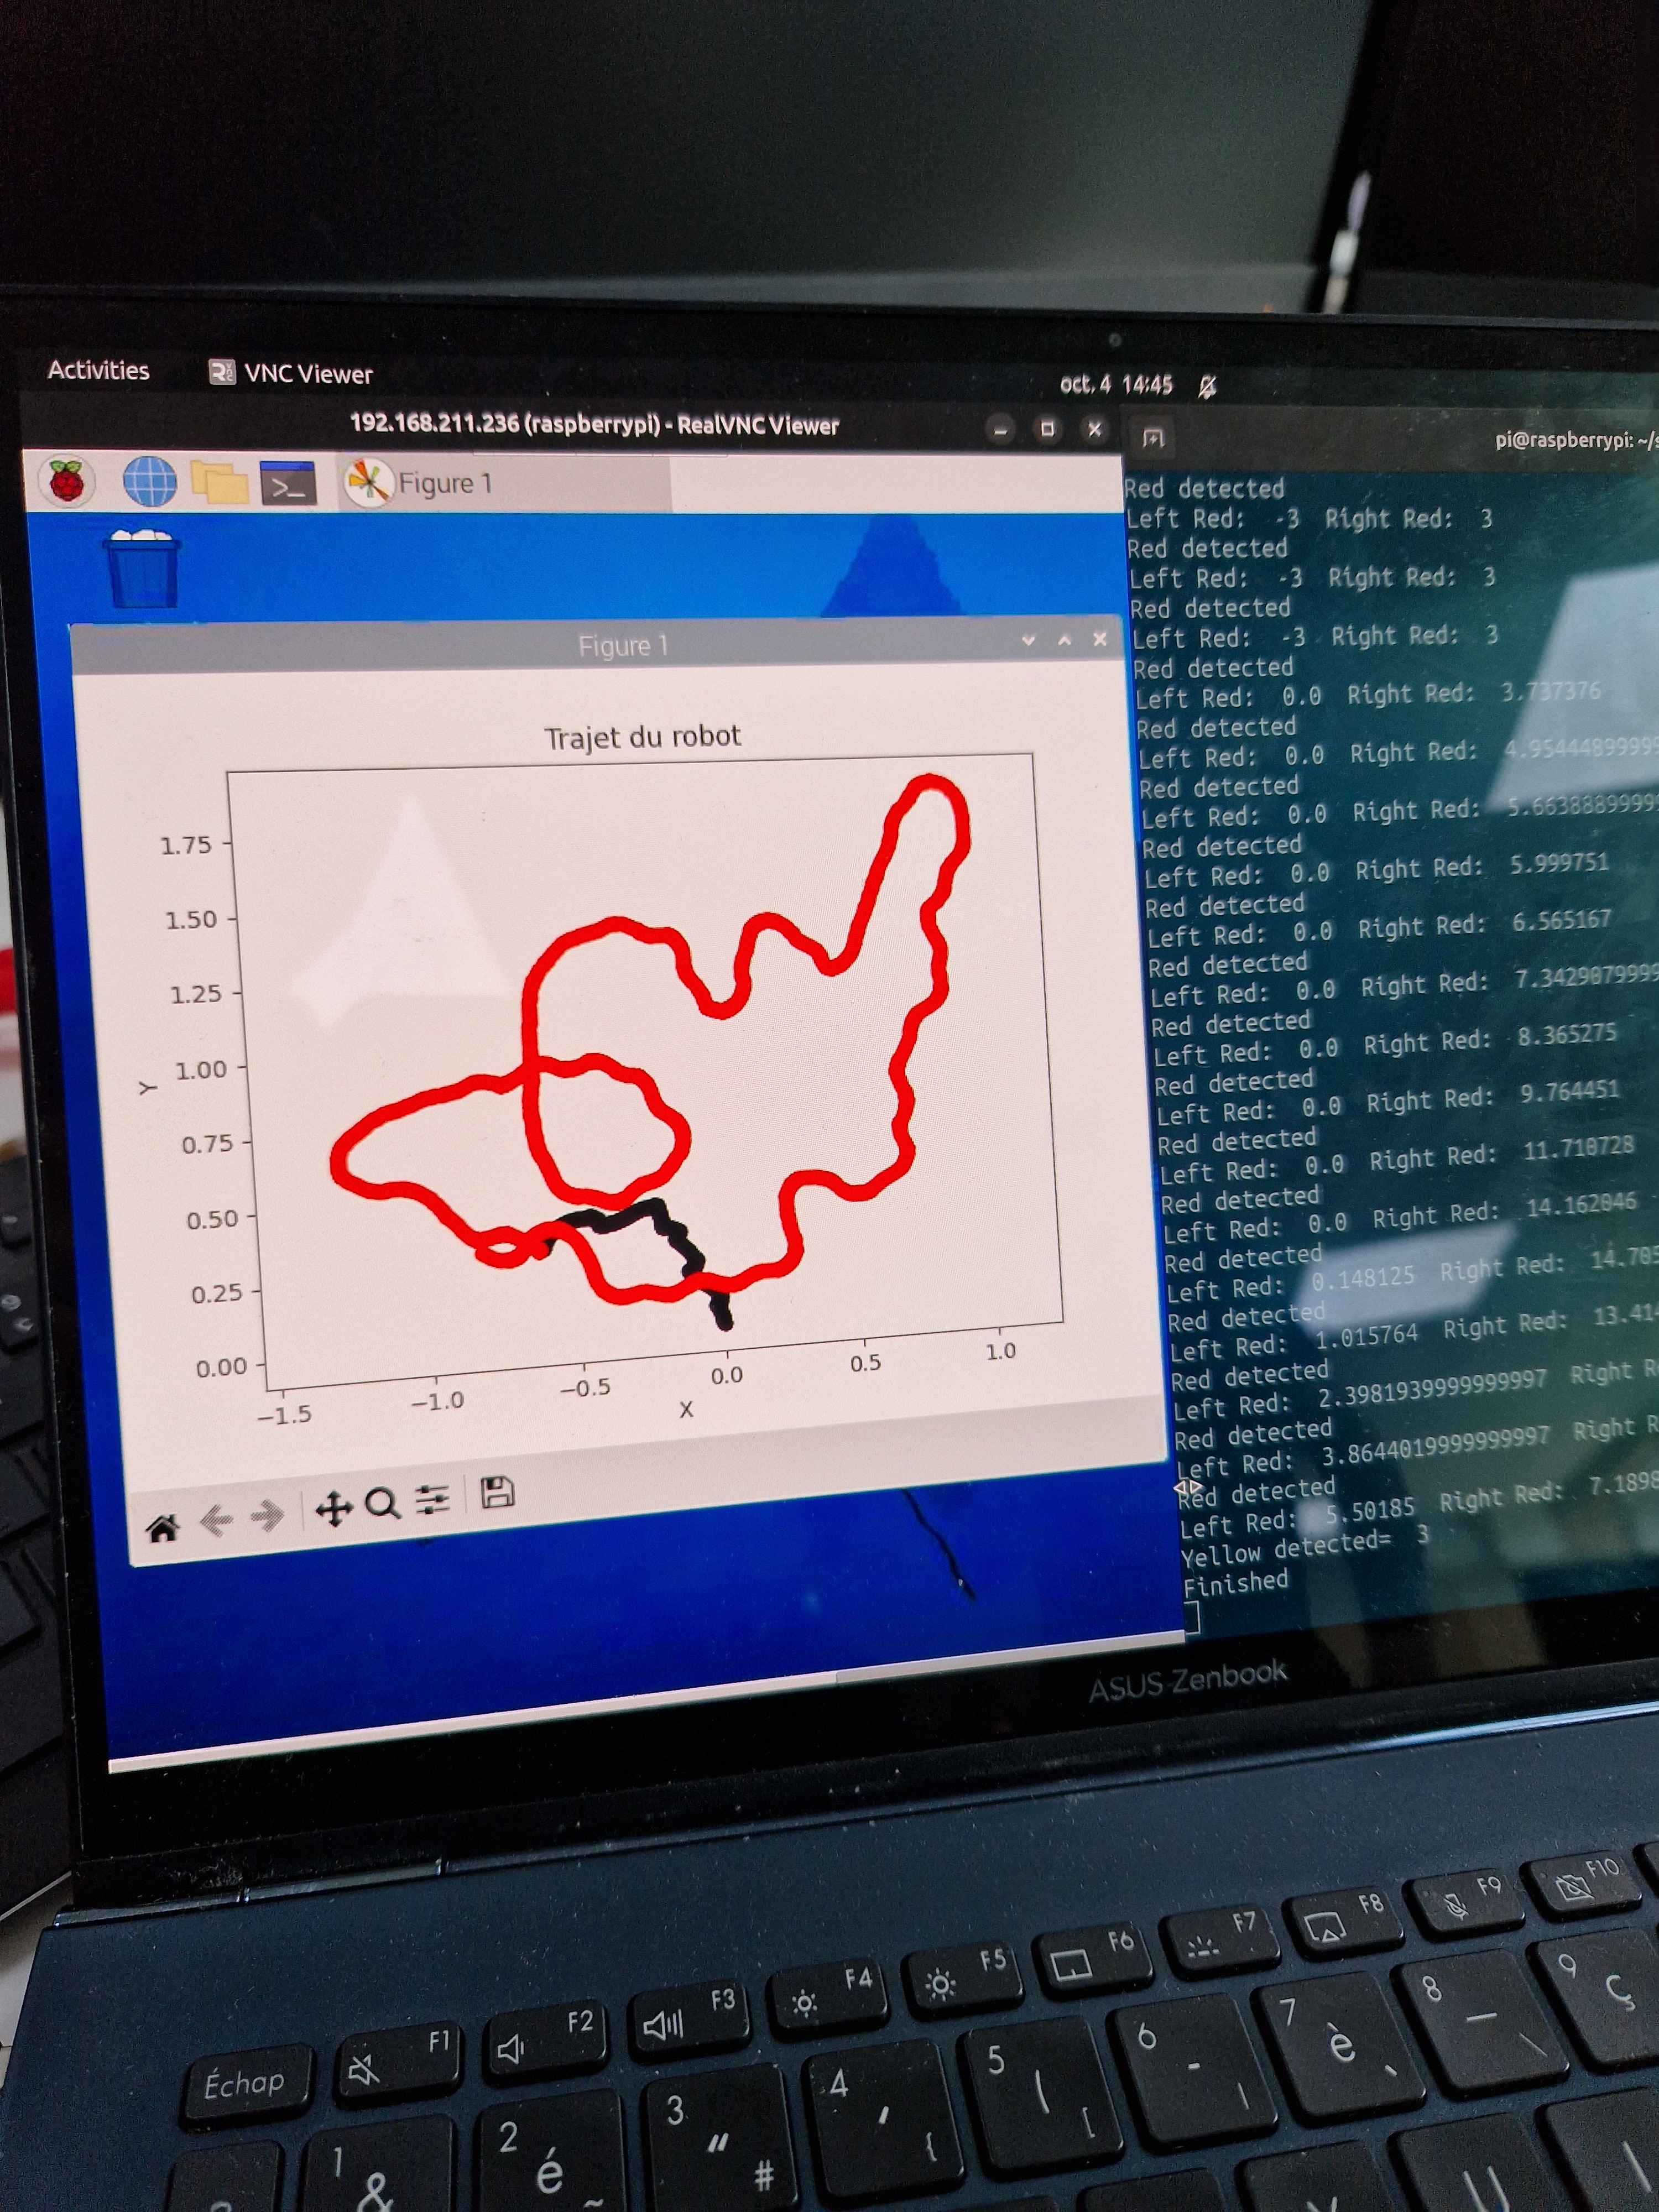 Activities
VNC Viewer
oct. 4 14:45
192.168.211.236 (raspberrypi) - RealVNC Viewer
pi@raspberrypi: ~/s
Figure 1
Figure 1
Trajet du robot
1.75
1.50
1.25
1.00
0.75
0.50
0.25
0.00
Y
−1.5
−1.0
−0.5
0.0
0.5
1.0
X
Red detected
Left Red: -3 Right Red: 3
Red detected
Left Red: -3 Right Red: 3
Red detected
Left Red: -3 Right Red: 3
Red detected
Left Red: 0.0 Right Red: 3.737376
Red detected
Left Red: 0.0 Right Red: 4.9544489999
Red detected
Left Red: 0.0 Right Red: 5.6638889999
Red detected
Left Red: 0.0 Right Red: 5.999751
Red detected
Left Red: 0.0 Right Red: 6.565167
Red detected
Left Red: 0.0 Right Red: 7.3429079999
Red detected
Left Red: 0.0 Right Red: 8.365275
Red detected
Left Red: 0.0 Right Red: 9.764451
Red detected
Left Red: 0.0 Right Red: 11.710728
Red detected
Left Red: 0.0 Right Red: 14.162046
Red detected
Left Red: 0.148125 Right Red: 14.705
Red detected
Left Red: 1.015764 Right Red: 13.414
Red detected
Left Red: 2.3981939999999997 Right R
Red detected
Left Red: 3.8644019999999997 Right R
Red detected
Left Red: 5.50185 Right Red: 7.1898
Yellow detected= 3
Finished
ASUS Zenbook
Échap
F1
F2
F3
F4
F5
F6
F7
F8
F9
F10
1 &
2 é ~
3 " #
4 ' {
5 ( [
6 - |
7 è `
8 _ \
9 ç